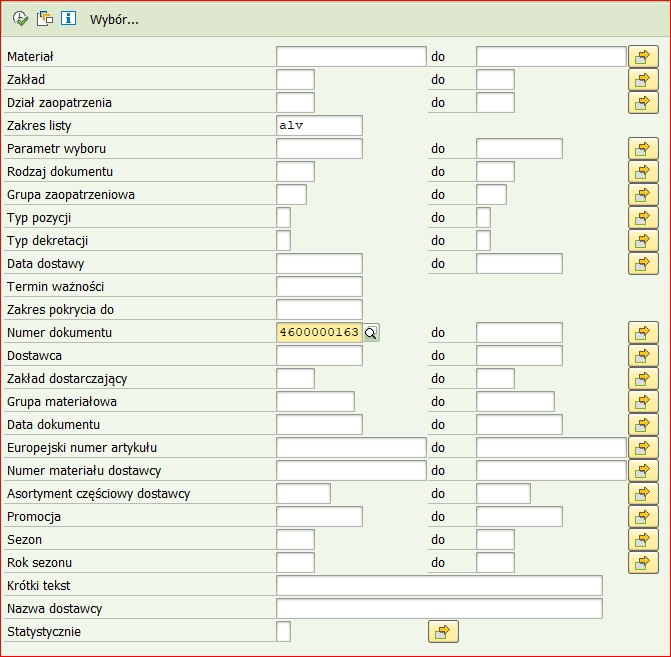 Wybór...
Materiał do
Zakład do
Dział zaopatrzenia do
Zakres listy alv
Parametr wyboru do
Rodzaj dokumentu do
Grupa zaopatrzeniowa do
Typ pozycji do
Typ dekretacji do
Data dostawy do
Termin ważności
Zakres pokrycia do
Numer dokumentu 4600000163 do
Dostawca do
Zakład dostarczający do
Grupa materiałowa do
Data dokumentu do
Europejski numer artykułu do
Numer materiału dostawcy do
Asortyment częściowy dostawcy do
Promocja do
Sezon do
Rok sezonu do
Krótki tekst
Nazwa dostawcy
Statystycznie